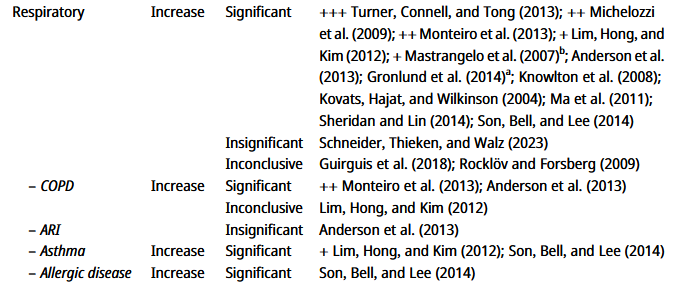 Respiratory Increase Significant +++ Turner, Connell, and Tong (2013); ++ Michelozzi
et al. (2009); ++ Monteiro et al. (2013); + Lim, Hong, and
Kim (2012); + Mastrangelo et al. (2007)ᵇ; Anderson et al.
(2013); Gronlund et al. (2014)ᵃ; Knowlton et al. (2008);
Kovats, Hajat, and Wilkinson (2004); Ma et al. (2011);
Sheridan and Lin (2014); Son, Bell, and Lee (2014)
Insignificant Schneider, Thieken, and Walz (2023)
Inconclusive Guirguis et al. (2018); Rocklöv and Forsberg (2009)
– COPD Increase Significant ++ Monteiro et al. (2013); Anderson et al. (2013)
Inconclusive Lim, Hong, and Kim (2012)
– ARI Insignificant Anderson et al. (2013)
– Asthma Increase Significant + Lim, Hong, and Kim (2012); Son, Bell, and Lee (2014)
– Allergic disease Increase Significant Son, Bell, and Lee (2014)